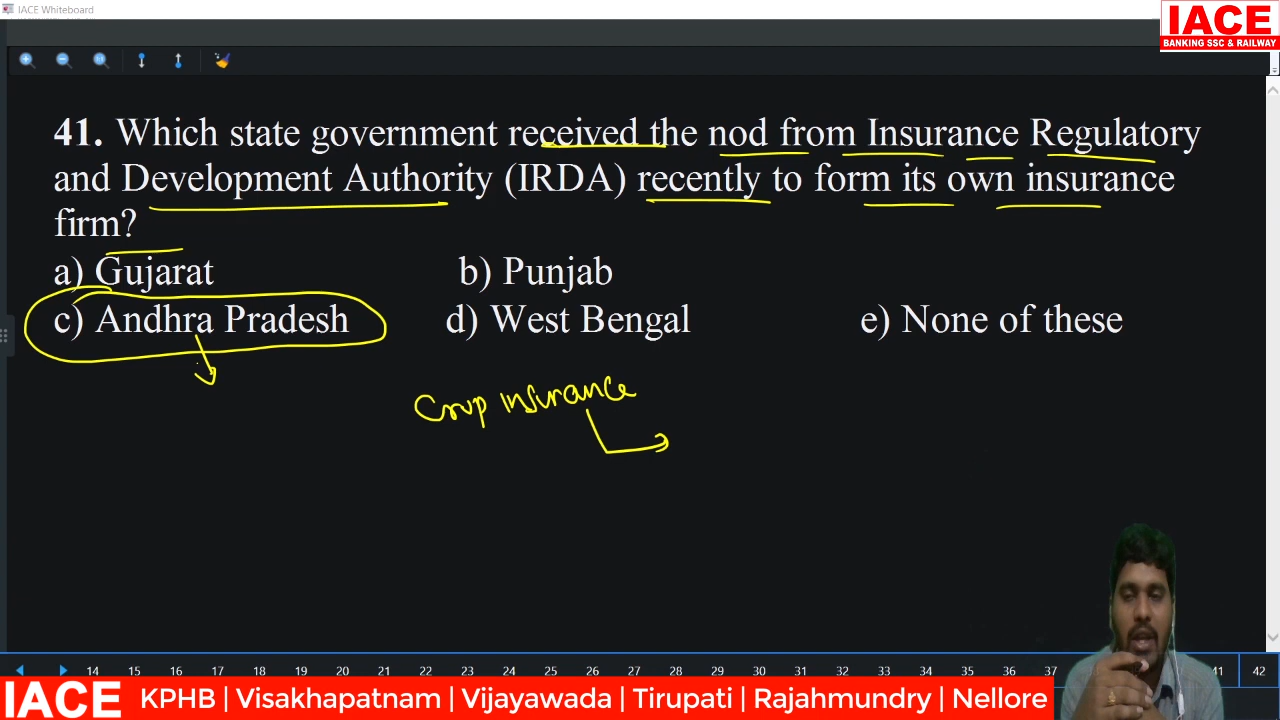 IACE Whiteboard
IACE
BANKING SSC & RAILWAY
41. Which state government received the nod from Insurance Regulatory
and Development Authority (IRDA) recently to form its own insurance
firm?
a) Gujarat b) Punjab
c) Andhra Pradesh d) West Bengal e) None of these
Crop insurance
14 15 16 17 18 19 20 21 22 23 24 25 26 27 28 29 30 31 32 33 34 35 36 37 41 42
IACE KPHB | Visakhapatnam | Vijayawada | Tirupati | Rajahmundry | Nellore